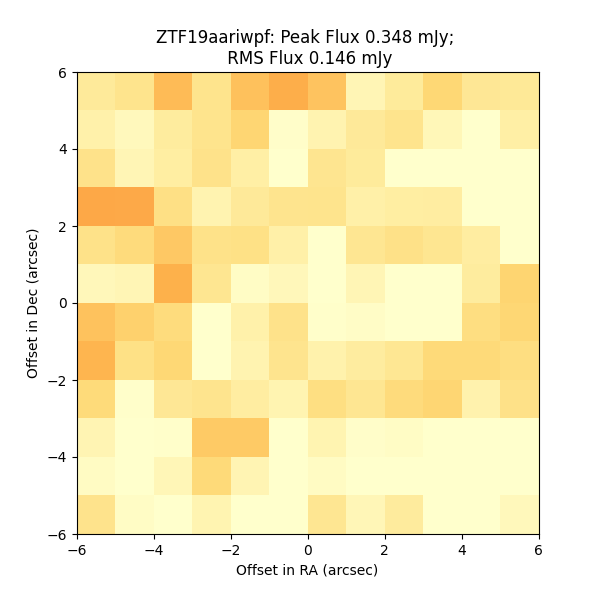 ZTF19aariwpf: Peak Flux 0.348 mJy;
RMS Flux 0.146 mJy
6
4
2
0
−2
−4
−6
Offset in Dec (arcsec)
−6 −4 −2 0 2 4 6
Offset in RA (arcsec)